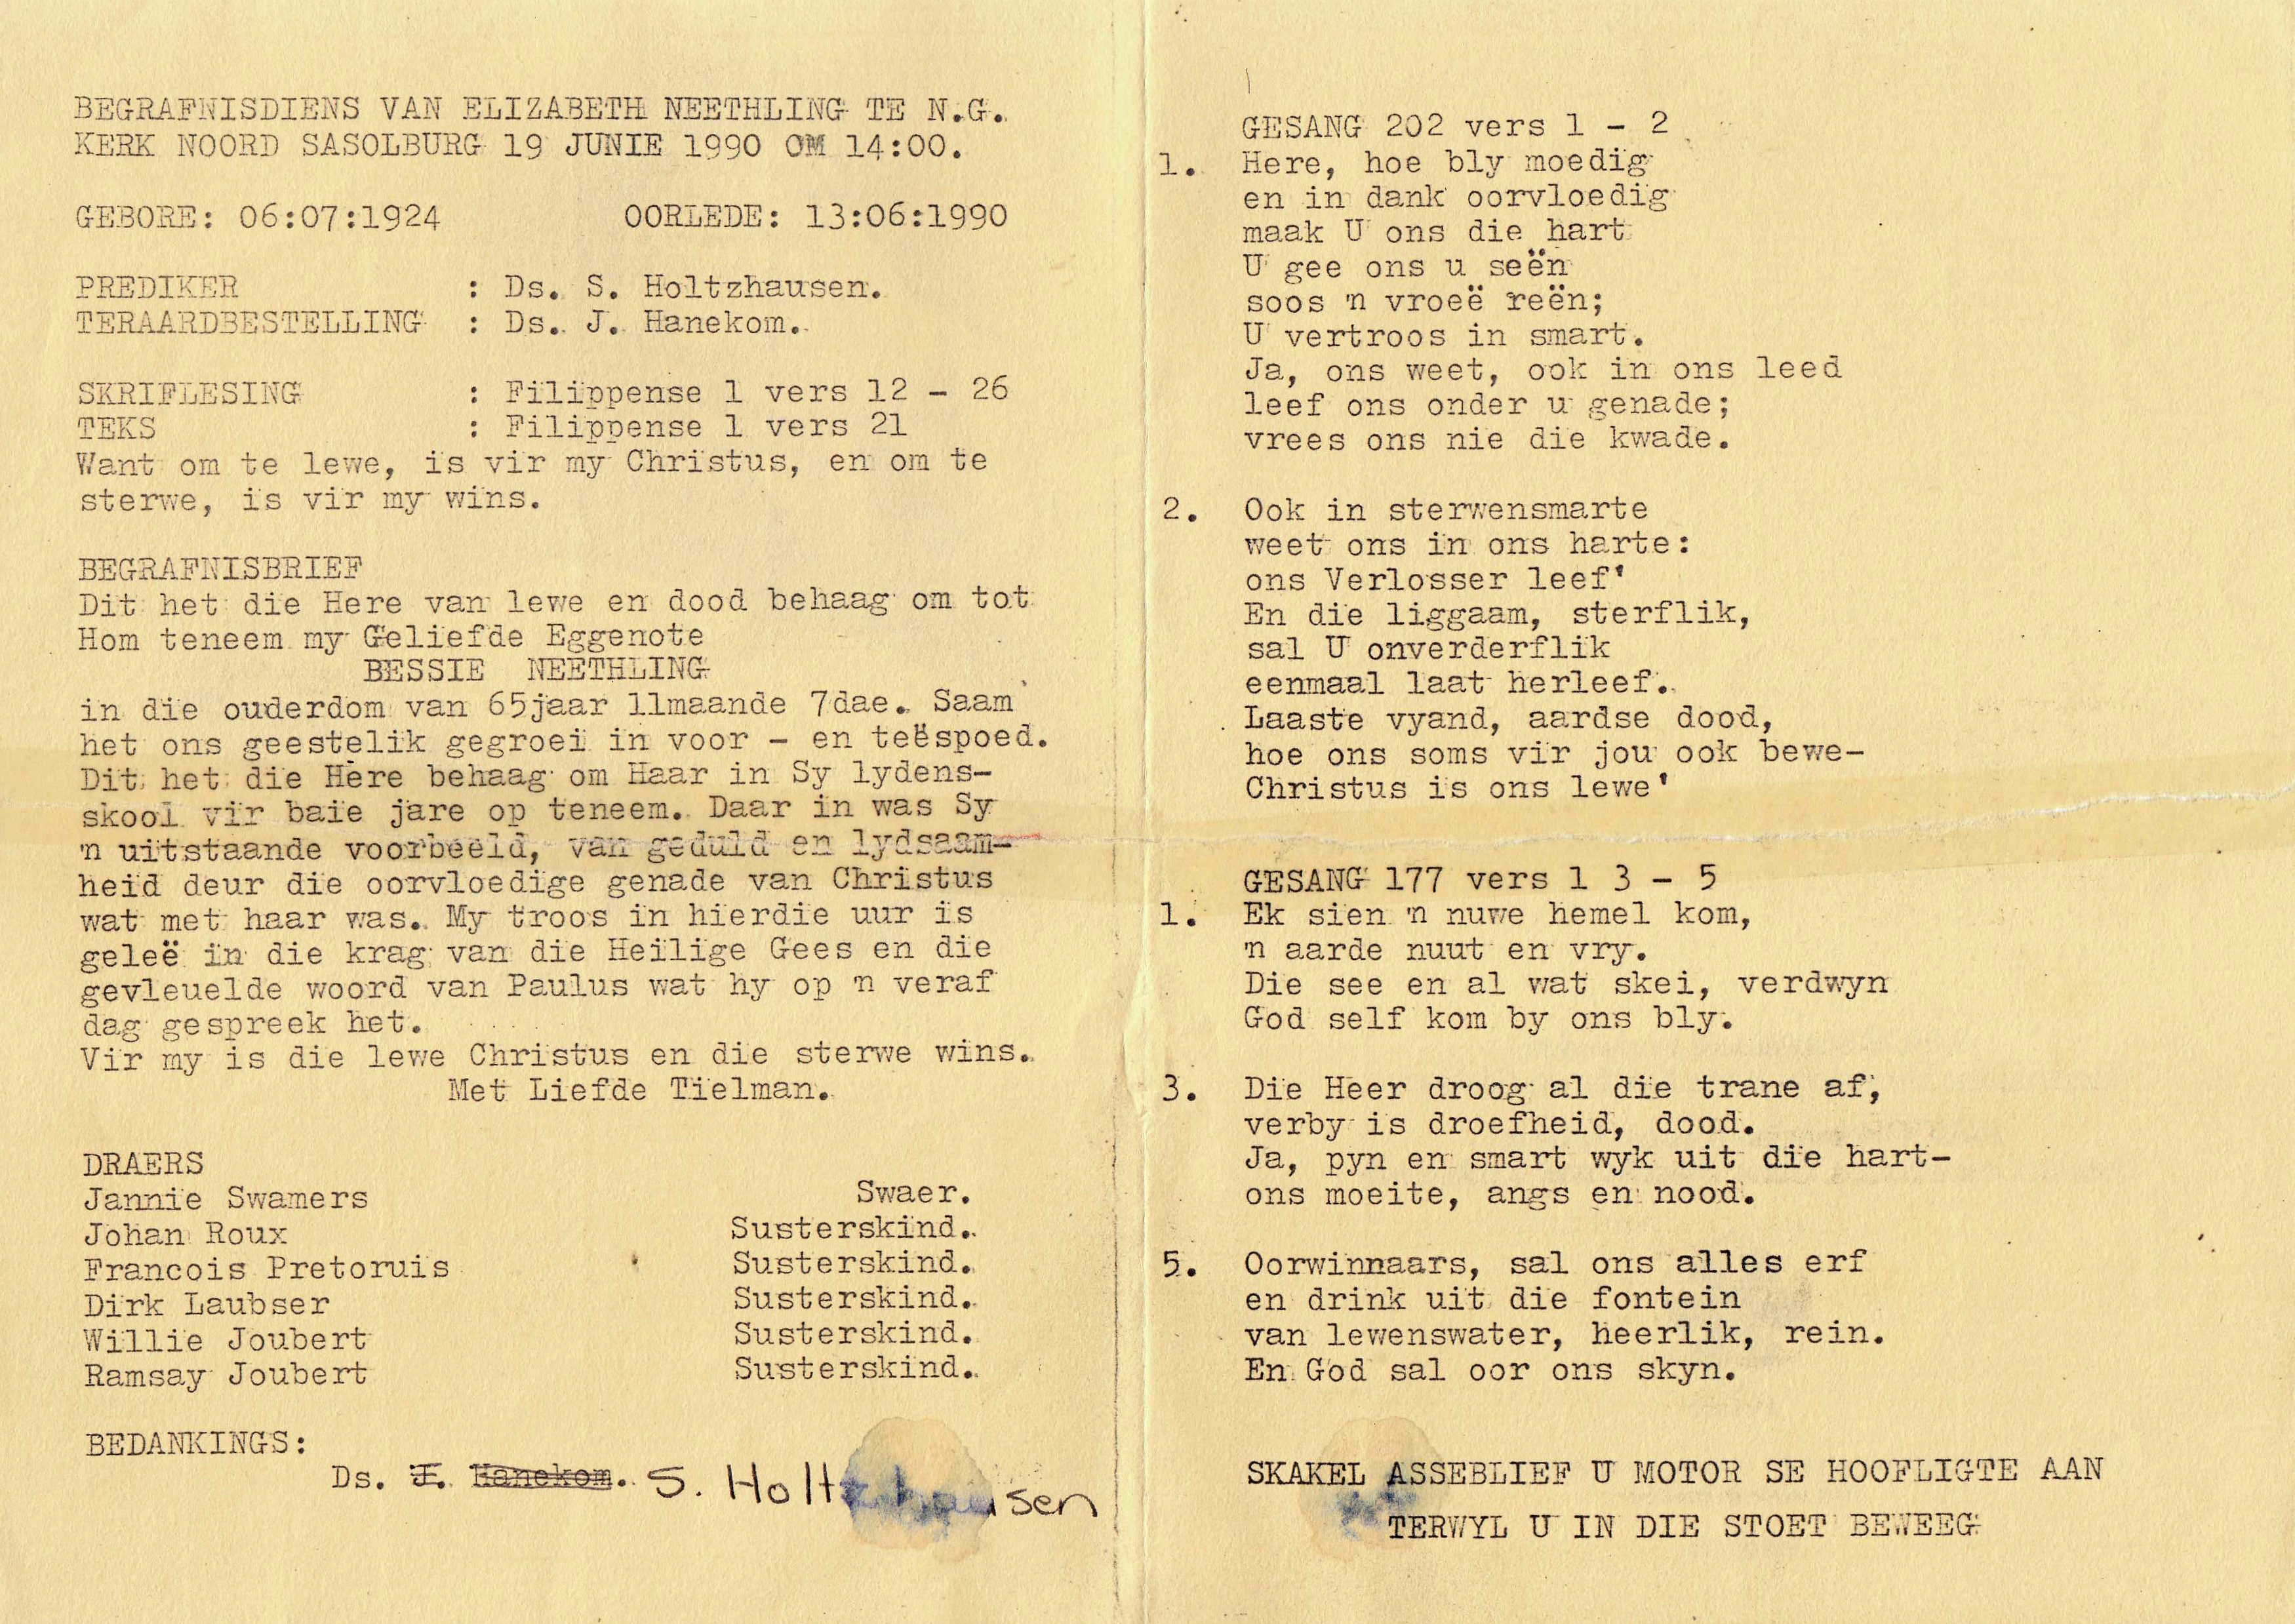 BEGRAFNISDIENS VAN ELIZABETH NEETHLING TE N.G.
KERK NOORD SASOLBURG 19 JUNIE 1990 OM 14:00.
GEBORE: 06:07:1924 OORLEDE: 13:06:1990
PREDIKER : Ds. S. Holtzhausen.
TERAARDBESTELLING : Ds. J. Hanekom.
SKRIFLESING : Filippense 1 vers 12 - 26
TEKS : Filippense 1 vers 21
Want om te lewe, is vir my Christus, en om te
sterwe, is vir my wins.
BEGRAFNISBRIEF
Dit het die Here van lewe en dood behaag om tot
Hom teneem my Geliefde Eggenote
BESSIE NEETHLING
in die ouderdom van 65jaar 11maande 7dae. Saam
het ons geestelik gegroei in voor - en teëspoed.
Dit het die Here behaag om Haar in Sy lydens-
skool vir baie jare op teneem. Daar in was Sy
'n uitstaande voorbeeld, van geduld en lydsaam-
heid deur die oorvloedige genade van Christus
wat met haar was. My troos in hierdie uur is
geleë in die krag van die Heilige Gees en die
gevleuelde woord van Paulus wat hy op 'n veraf
dag gespreek het.
Vir my is die lewe Christus en die sterwe wins.
Met Liefde Tielman.
DRAERS
Jannie Swamers Swaer.
Johan Roux Susterskind.
Francois Pretoruis Susterskind.
Dirk Laubser Susterskind.
Willie Joubert Susterskind.
Ramsay Joubert Susterskind.
BEDANKINGS:
Ds. J. Hanekom. S. Holtzhausen
GESANG 202 vers 1 - 2
1. Here, hoe bly moedig
en in dank oorvloedig
maak U ons die hart
U gee ons u seën
soos 'n vroeë reën;
U vertroos in smart.
Ja, ons weet, ook in ons leed
leef ons onder u genade;
vrees ons nie die kwade.
2. Ook in sterwensmarte
weet ons in ons harte:
ons Verlosser leef'
En die liggaam, sterflik,
sal U onverderflik
eenmaal laat herleef.
Laaste vyand, aardse dood,
hoe ons soms vir jou ook bewe-
Christus is ons lewe'
GESANG 177 vers 1 3 - 5
1. Ek sien 'n nuwe hemel kom,
'n aarde nuut en vry.
Die see en al wat skei, verdwyn
God self kom by ons bly.
3. Die Heer droog al die trane af,
verby is droefheid, dood.
Ja, pyn en smart wyk uit die hart-
ons moeite, angs en nood.
5. Oorwinnaars, sal ons alles erf
en drink uit die fontein
van lewenswater, heerlik, rein.
En God sal oor ons skyn.
SKAKEL ASSEBLIEF U MOTOR SE HOOFLIGTE AAN
TERWYL U IN DIE STOET BEWEEG